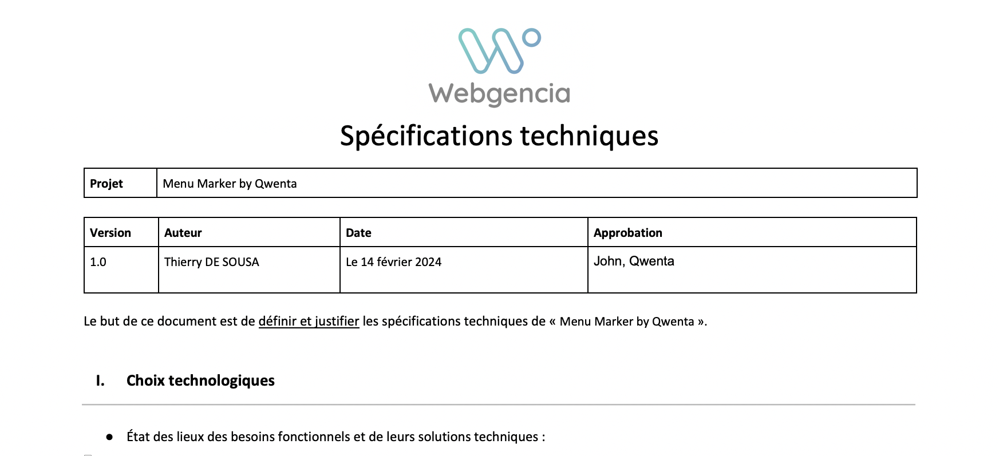 Webgencia
Spécifications techniques
Projet Menu Marker by Qwenta
Version Auteur Date Approbation
1.0 Thierry DE SOUSA Le 14 février 2024 John, Qwenta
Le but de ce document est de définir et justifier les spécifications techniques de « Menu Marker by Qwenta ».
I. Choix technologiques
● État des lieux des besoins fonctionnels et de leurs solutions techniques :